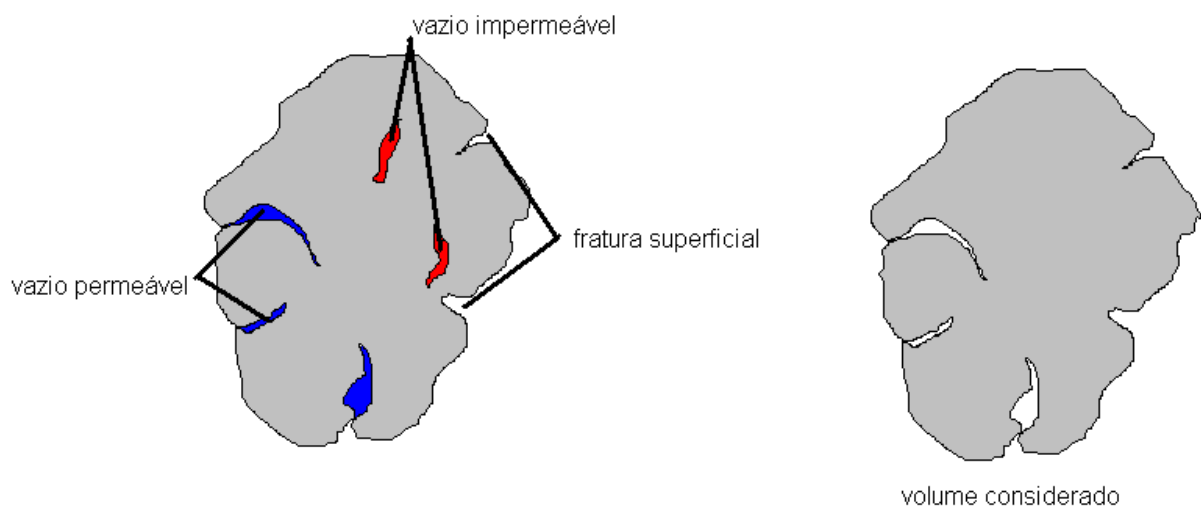 vazio impermeável
fratura superficial
vazio permeável
volume considerado